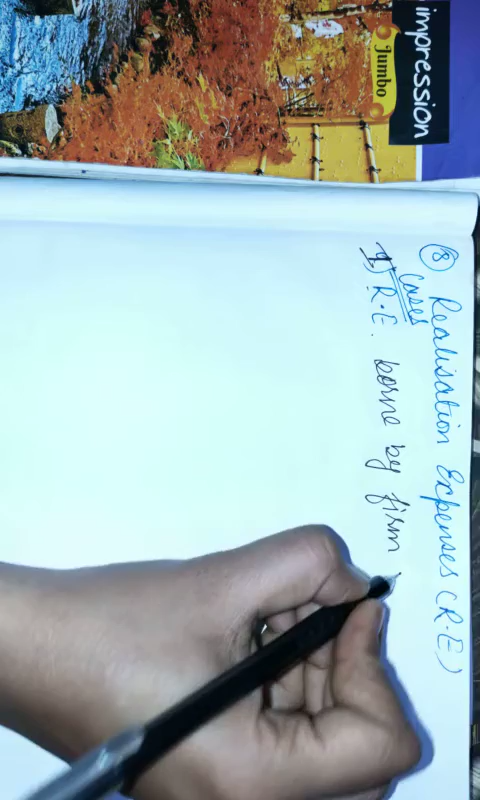 impression
Jumbo
⑧ Realisation Expenses (R.E)
Cases
1) R.E. borne by firm